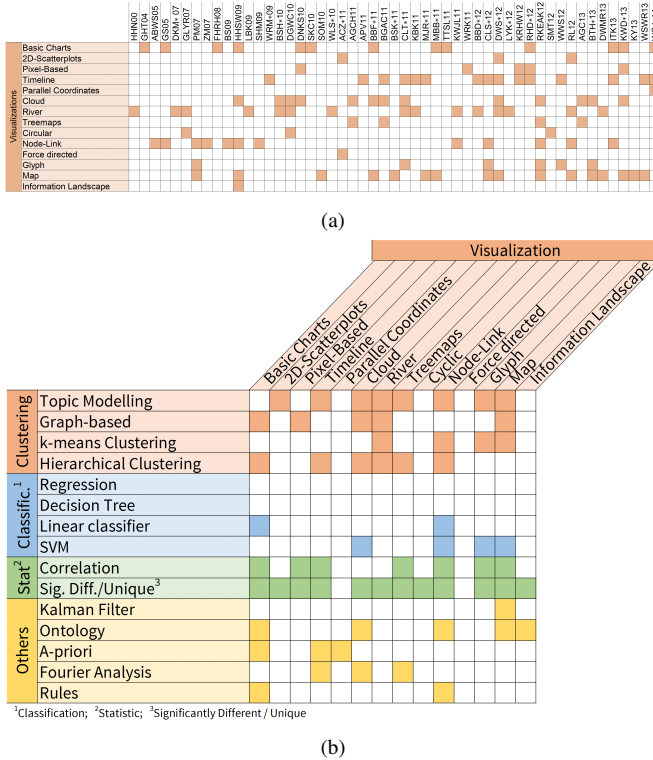 HHN00
GHT04
ABWS05
GS05
DKM+ 07
GLYR07
PM07
ZM07
FHRH08
BS09
HHSW09
SHM09
LBK09
WRM+09
BSH+10
DGWC10
DNKS10
SKC10
SOM10
WLS+10
ACZ+11
AGCH11
APV11
BBF+11
BGAC11
BSK11
CLT+11
KBK11
MJR+11
MBB+11
TTSL11
KWJL11
WRK11
BBD+12
CLS+12
DWS+12
LYK+12
KRHW12
RHD+12
RKEAK12
SMT12
WWS12
RL12
AGC13
BTH+13
DWMR13
ITK13
KWD+13
KY13
WSWR13
Visualizations
Basic Charts
2D-Scatterplots
Pixel-Based
Timeline
Parallel Coordinates
Cloud
River
Treemaps
Circular
Node-Link
Force directed
Glyph
Map
Information Landscape
(a)
Visualization
Basic Charts
2D-Scatterplots
Pixel-Based
Timeline
Parallel Coordinates
Cloud
River
Treemaps
Cyclic
Node-Link
Force directed
Glyph
Map
Information Landscape
Clustering
Topic Modelling
Graph-based
k-means Clustering
Hierarchical Clustering
Classific.1
Regression
Decision Tree
Linear classifier
SVM
Stat2
Correlation
Sig. Diff./Unique3
Others
Kalman Filter
Ontology
A-priori
Fourier Analysis
Rules
1Classification; 2Statistic; 3Significantly Different / Unique
(b)